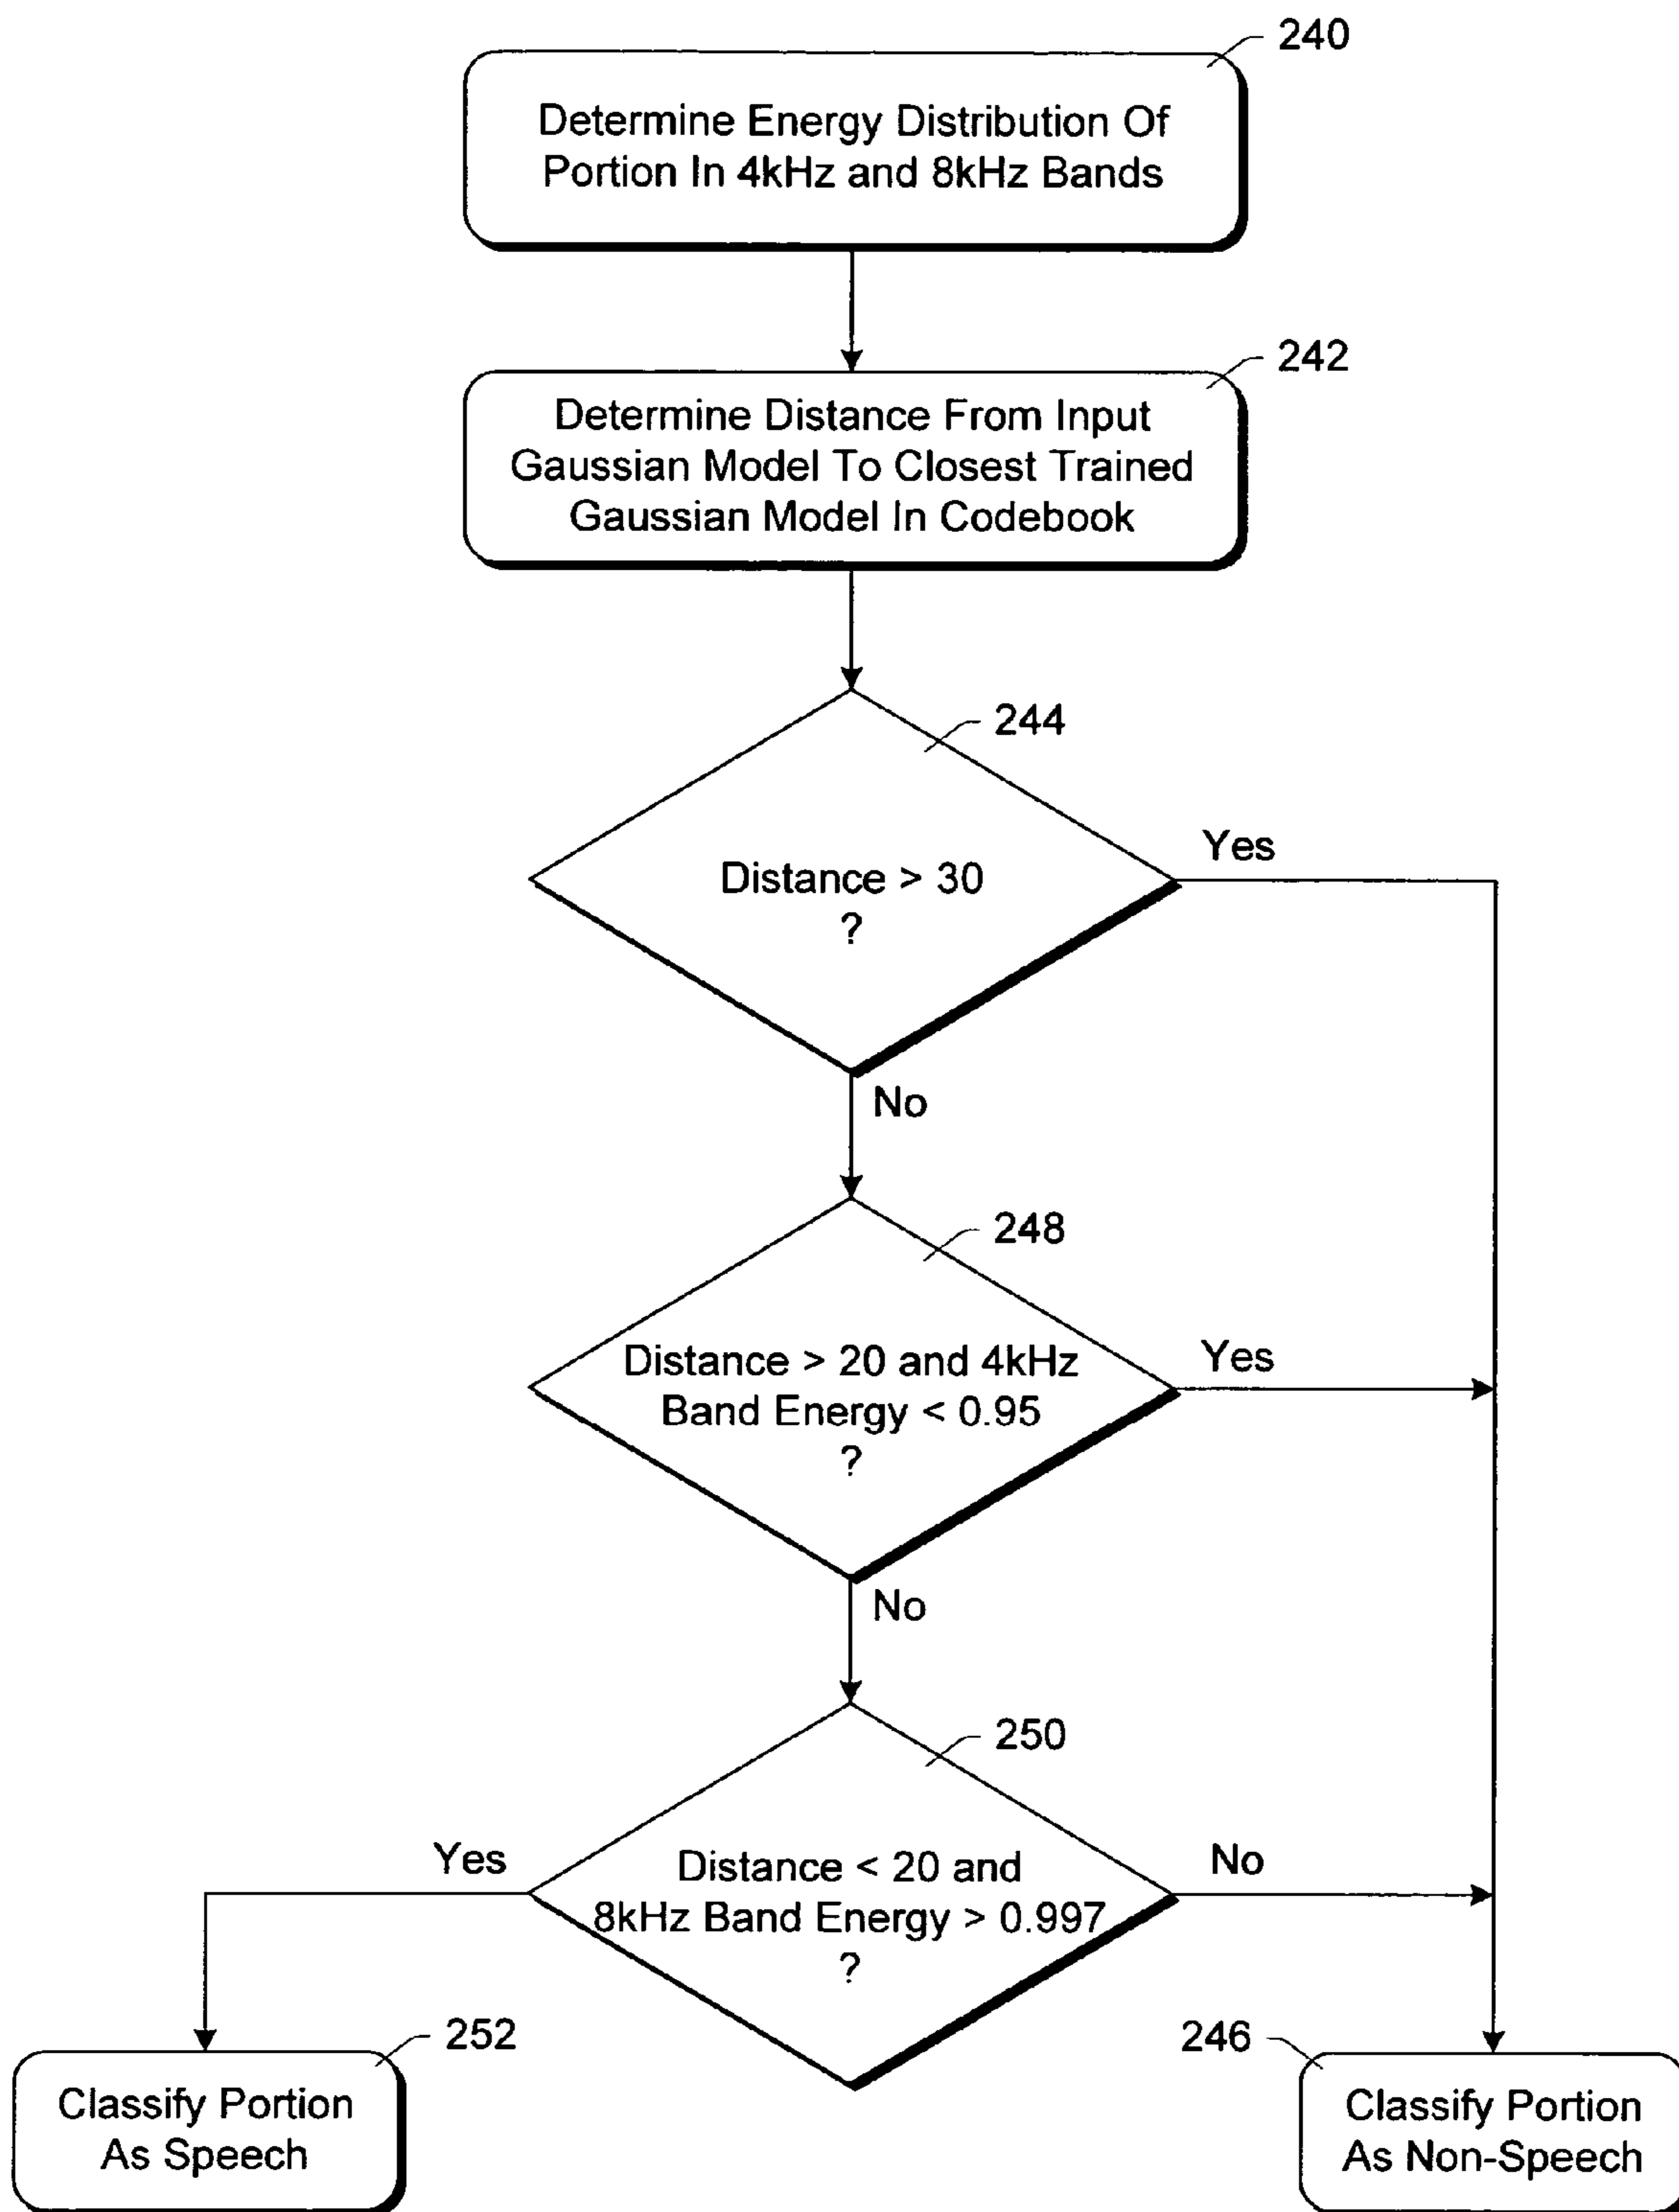 240
Determine Energy Distribution Of
Portion In 4kHz and 8kHz Bands
242
Determine Distance From Input
Gaussian Model To Closest Trained
Gaussian Model In Codebook
244
Distance > 30
?
Yes
No
248
Distance > 20 and 4kHz
Band Energy < 0.95
?
Yes
No
250
Distance < 20 and
8kHz Band Energy > 0.997
?
Yes
No
252
Classify Portion
As Speech
246
Classify Portion
As Non-Speech